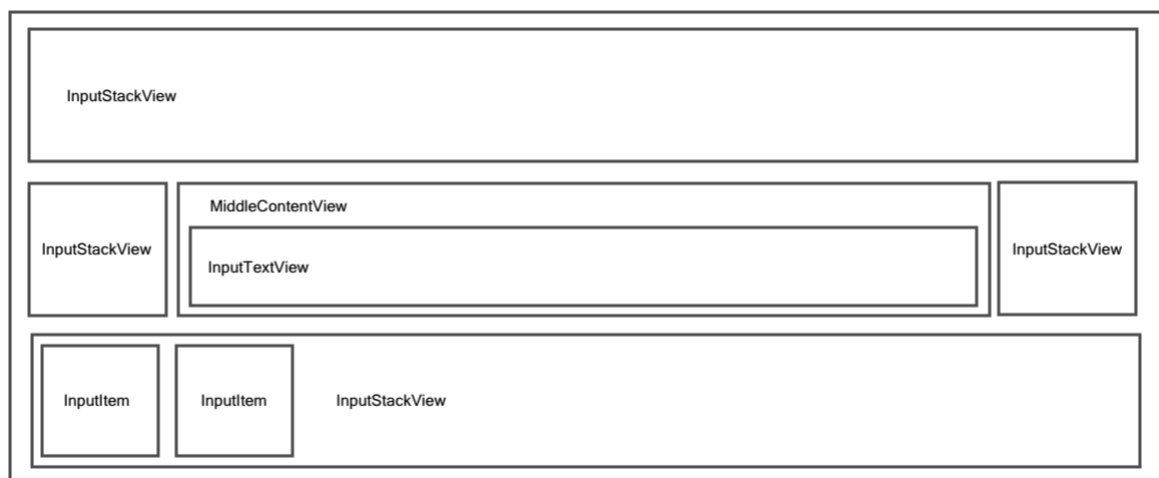 InputStackView
MiddleContentView
InputStackView
InputTextView
InputStackView
InputItem
InputItem
InputStackView